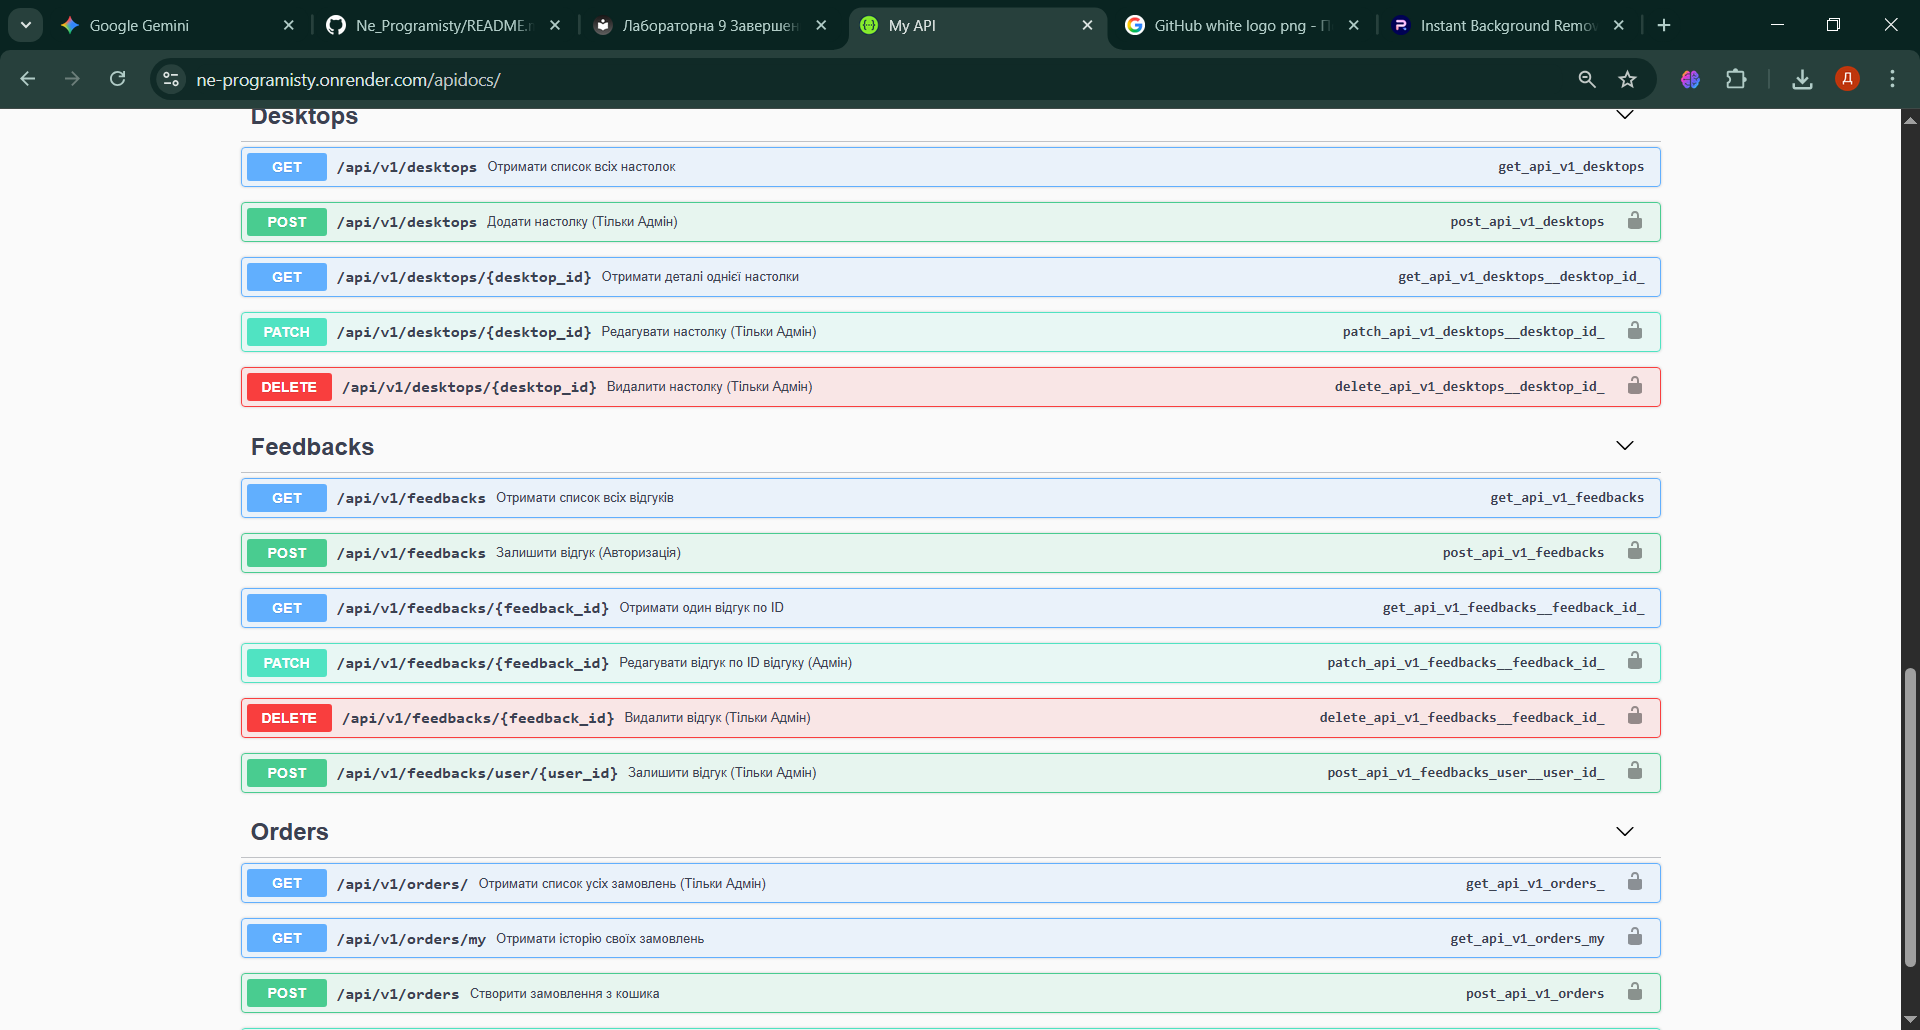 Google Gemini
Ne_Programisty/README.m
Лабораторна 9 Завершен
My API
GitHub white logo png - П
Instant Background Remov
ne-programisty.onrender.com/apidocs/
Д
Desktops
GET /api/v1/desktops Отримати список всіх настолок get_api_v1_desktops
POST /api/v1/desktops Додати настолку (Тільки Адмін) post_api_v1_desktops
GET /api/v1/desktops/{desktop_id} Отримати деталі однієї настолки get_api_v1_desktops__desktop_id_
PATCH /api/v1/desktops/{desktop_id} Редагувати настолку (Тільки Адмін) patch_api_v1_desktops__desktop_id_
DELETE /api/v1/desktops/{desktop_id} Видалити настолку (Тільки Адмін) delete_api_v1_desktops__desktop_id_
Feedbacks
GET /api/v1/feedbacks Отримати список всіх відгуків get_api_v1_feedbacks
POST /api/v1/feedbacks Залишити відгук (Авторизація) post_api_v1_feedbacks
GET /api/v1/feedbacks/{feedback_id} Отримати один відгук по ID get_api_v1_feedbacks__feedback_id_
PATCH /api/v1/feedbacks/{feedback_id} Редагувати відгук по ID відгуку (Адмін) patch_api_v1_feedbacks__feedback_id_
DELETE /api/v1/feedbacks/{feedback_id} Видалити відгук (Тільки Адмін) delete_api_v1_feedbacks__feedback_id_
POST /api/v1/feedbacks/user/{user_id} Залишити відгук (Тільки Адмін) post_api_v1_feedbacks_user__user_id_
Orders
GET /api/v1/orders/ Отримати список усіх замовлень (Тільки Адмін) get_api_v1_orders_
GET /api/v1/orders/my Отримати історію своїх замовлень get_api_v1_orders_my
POST /api/v1/orders Створити замовлення з кошика post_api_v1_orders